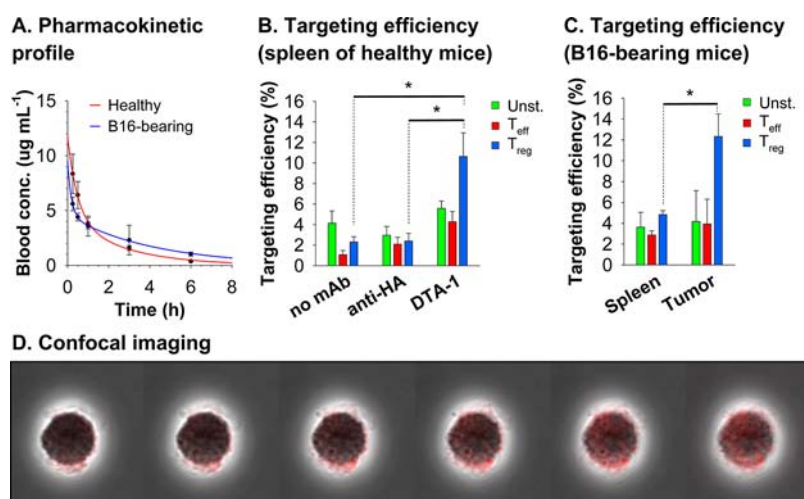 A. Pharmacokinetic profile
Blood conc. (ug mL⁻¹)
15
10
5
0
Healthy
B16-bearing
0 2 4 6 8
Time (h)
B. Targeting efficiency (spleen of healthy mice)
Targeting efficiency (%)
16
14
12
10
8
6
4
2
0
*
*
Unst.
Teff
Treg
no mAb
anti-HA
DTA-1
C. Targeting efficiency (B16-bearing mice)
Targeting efficiency (%)
16
14
12
10
8
6
4
2
0
*
Unst.
Teff
Treg
Spleen
Tumor
D. Confocal imaging